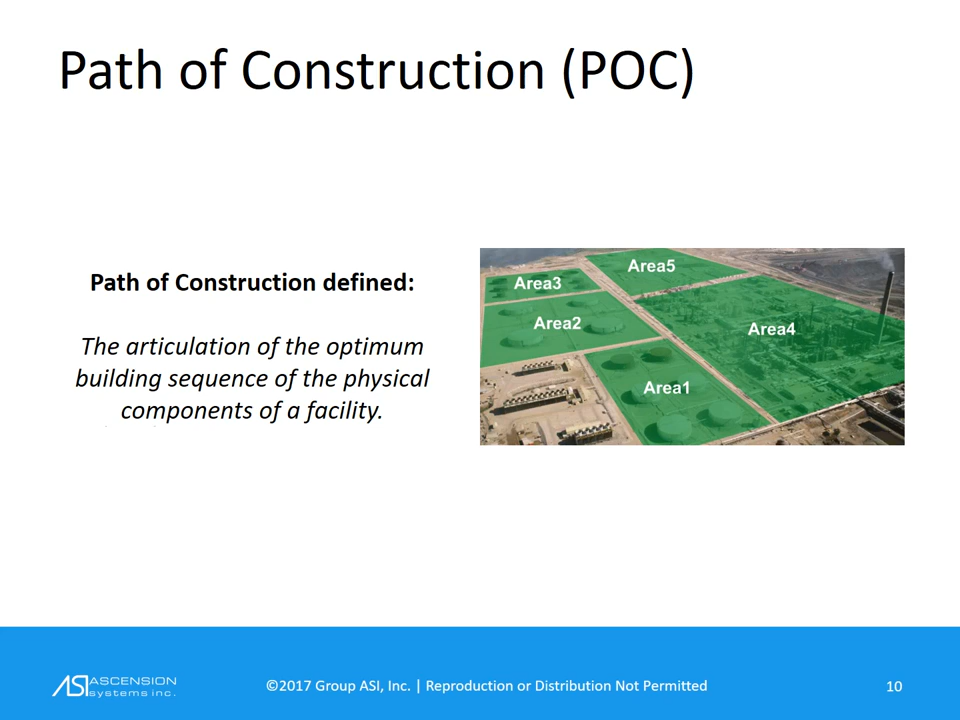 Path of Construction (POC)
Path of Construction defined:
The articulation of the optimum
building sequence of the physical
components of a facility.
Area5
Area3
Area2
Area4
Area1
ASI ASCENSION
systems inc.
©2017 Group ASI, Inc. | Reproduction or Distribution Not Permitted
10